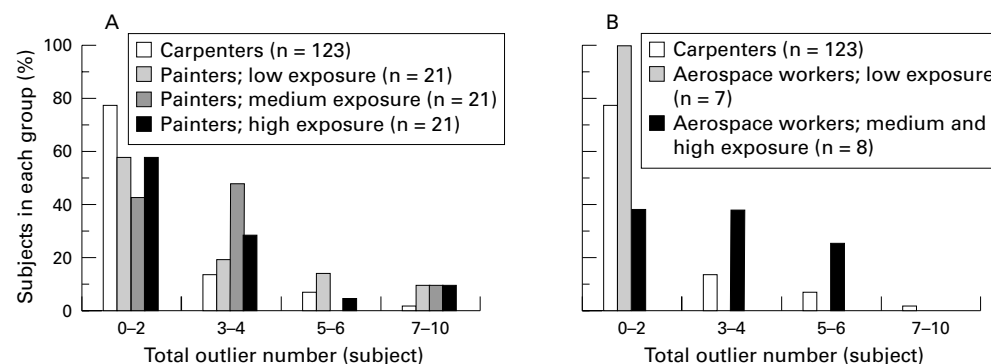 A
100
80
60
40
20
0
Subjects in each group (%)
Carpenters (n = 123)
Painters; low exposure (n = 21)
Painters; medium exposure (n = 21)
Painters; high exposure (n = 21)
0–2
3–4
5–6
7–10
Total outlier number (subject)
B
Carpenters (n = 123)
Aerospace workers; low exposure
(n = 7)
Aerospace workers; medium and
high exposure (n = 8)
0–2
3–4
5–6
7–10
Total outlier number (subject)